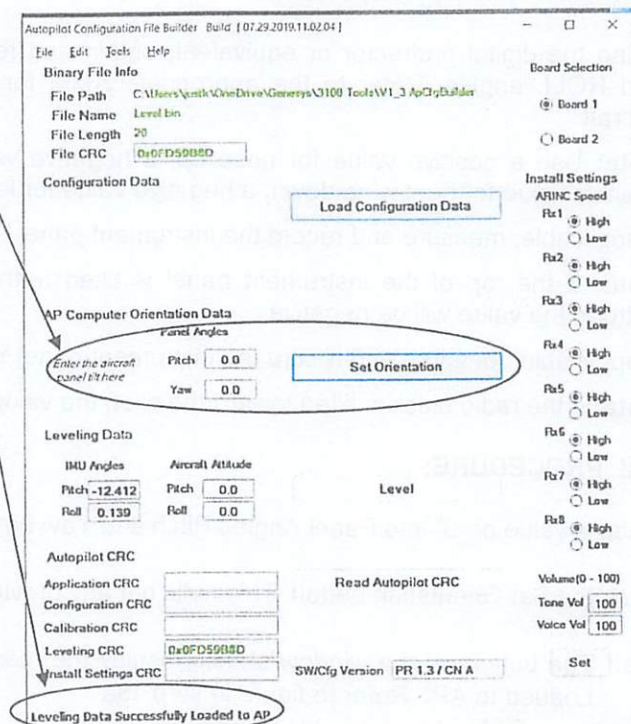 Autopilot Configuration File Builder Build: [ 07.29.2019.11.02.04 ]
File Edit Tools Help
Binary File Info
File Path
File Name Level.bin
File Length 20
File CRC 0x0FD59B8D
Configuration Data
Load Configuration Data
AP Computer Orientation Data
Panel Angles
Enter the aircraft
panel tilt here
Pitch 0.0
Yaw 0.0
Set Orientation
Leveling Data
IMU Angles
Pitch -12.412
Roll 0.139
Aircraft Attitude
Pitch 0.0
Roll 0.0
Level
Autopilot CRC
Application CRC
Configuration CRC
Calibration CRC
Leveling CRC 0x0FD59B8D
Install Settings CRC
Read Autopilot CRC
SWCfg Version PR 1.3 / CN A
Leveling Data Successfully Loaded to AP
Board Select
Board 1
Board 2
Install Settings
ARINC Speed
Rx1
High
Low
Rx2
High
Low
Rx3
High
Low
Rx4
High
Low
Rx5
High
Low
Rx6
High
Low
Rx7
High
Low
Rx8
High
Low
Volume(0 - 100)
Tone Vol 100
Voice Vol 100
Set